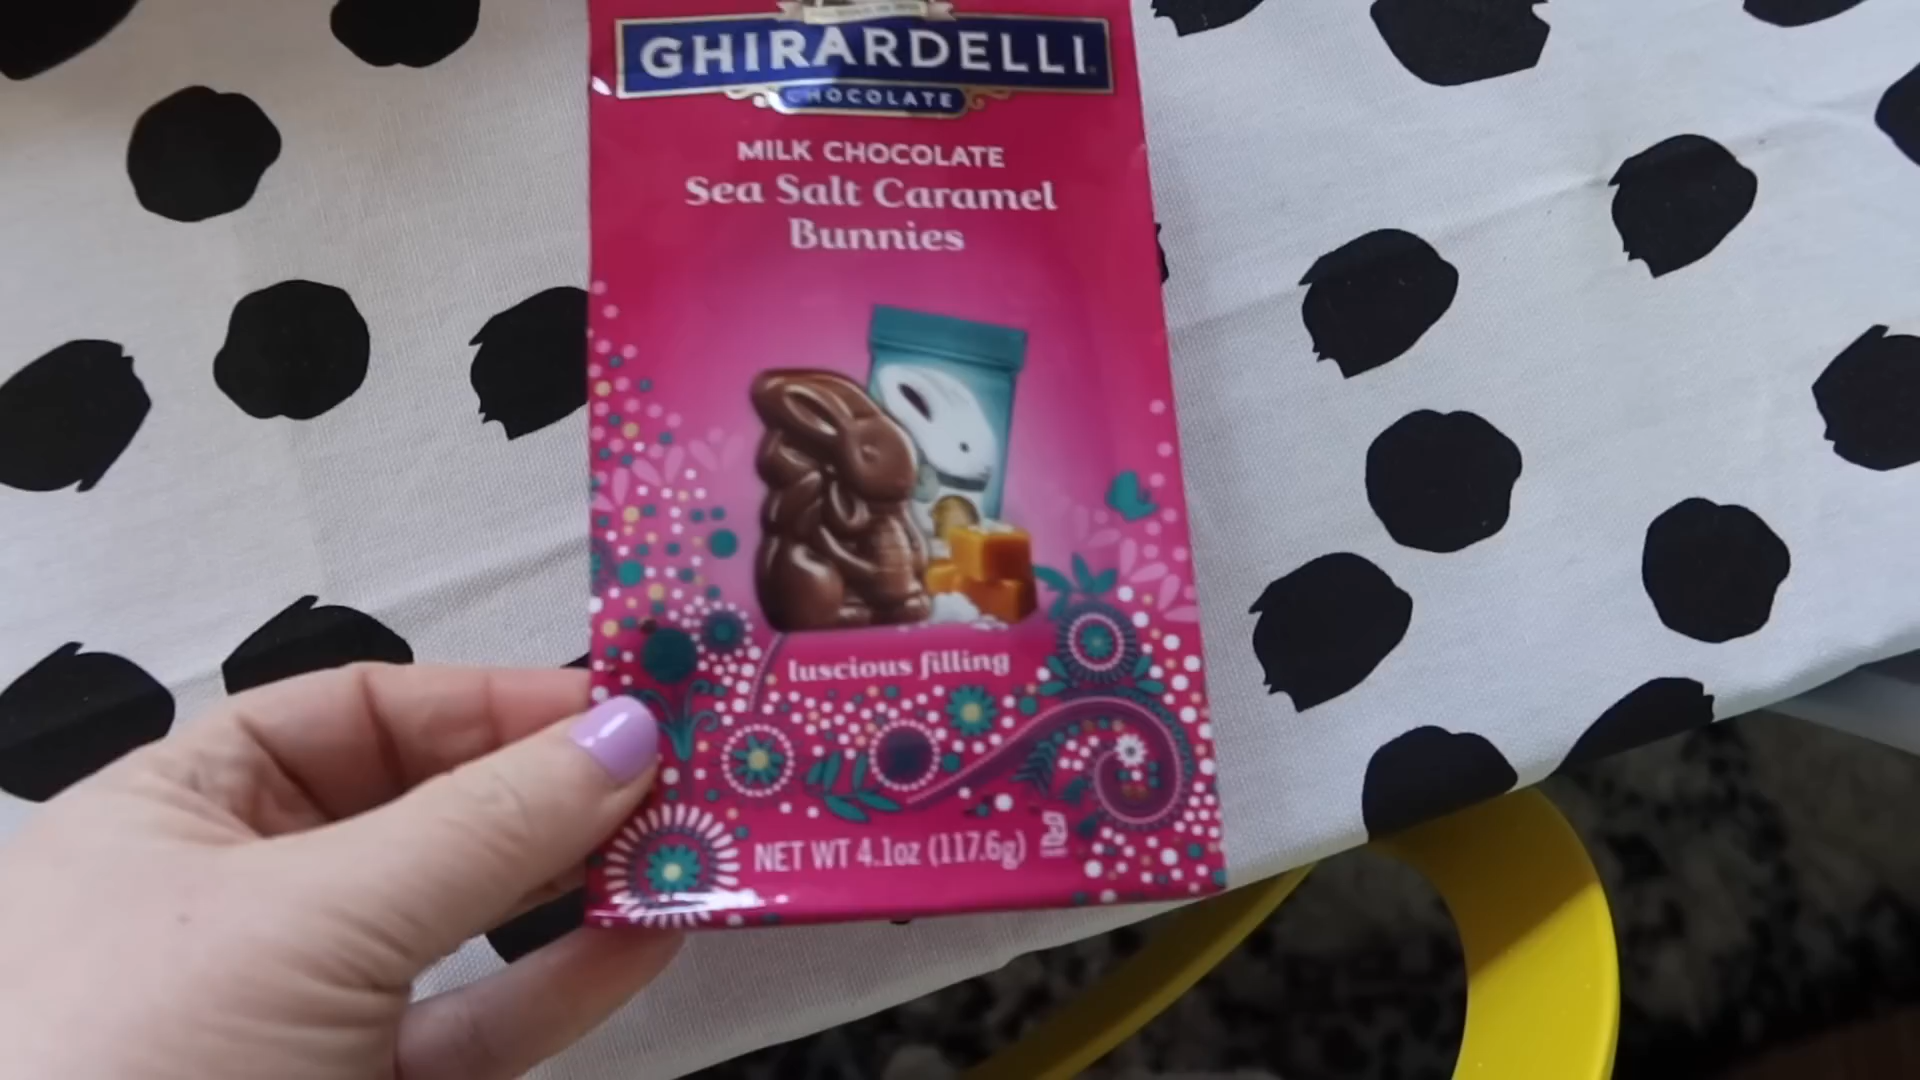 GHIRARDELLI
CHOCOLATE
MILK CHOCOLATE
Sea Salt Caramel
Bunnies
luscious filling
NET WT 4.1oz (117.6g)